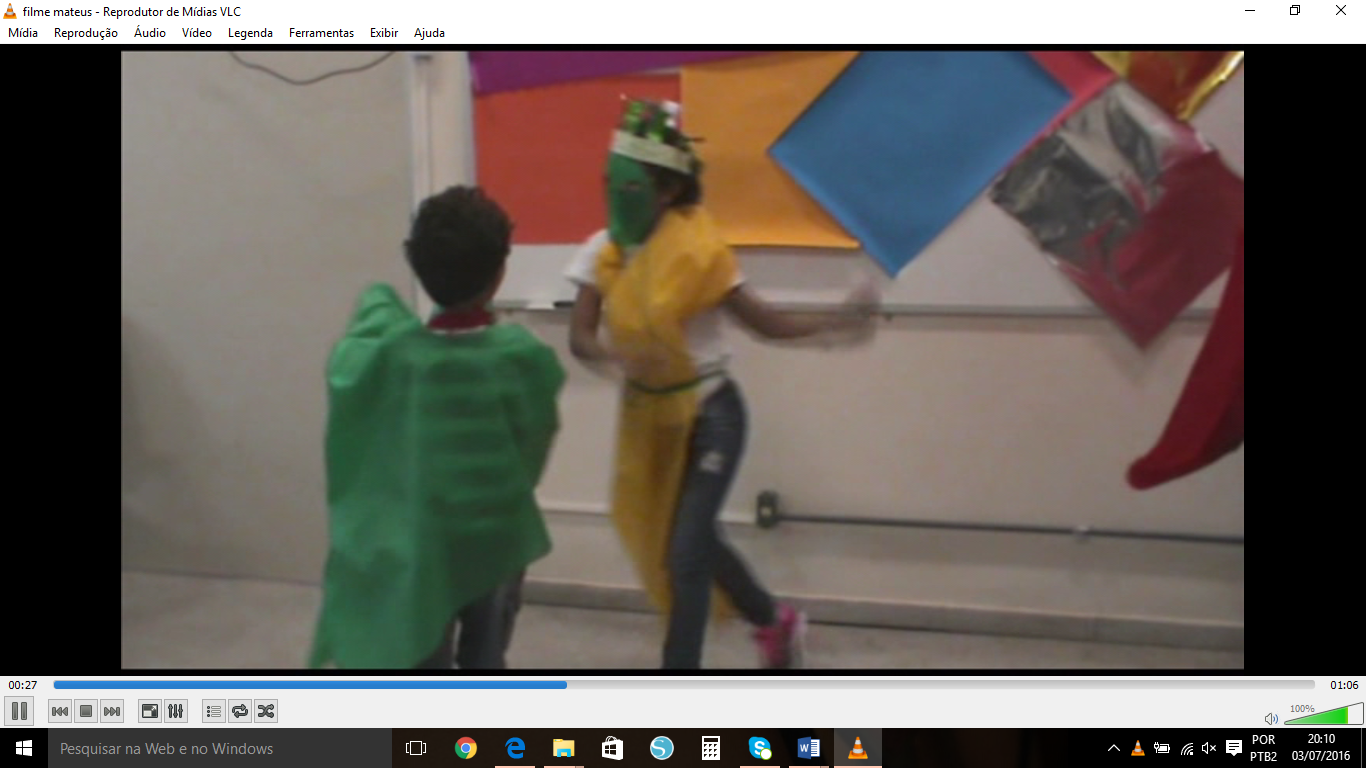 filme mateus - Reprodutor de Mídias VLC
Mídia Reprodução Áudio Vídeo Legenda Ferramentas Exibir Ajuda
00:27 01:06
100%
Pesquisar na Web e no Windows
POR
PTB2
20:10
03/07/2016